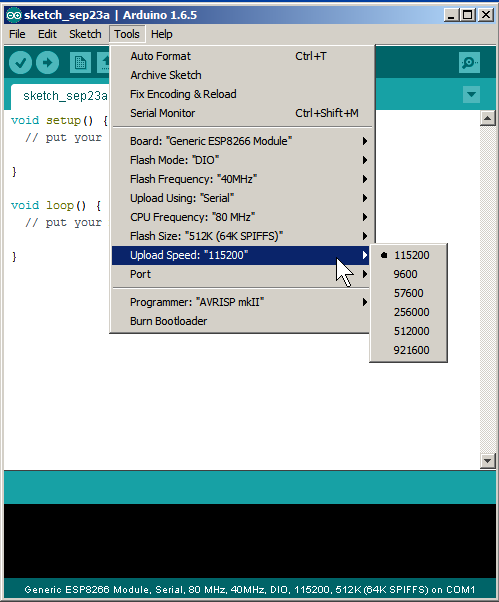 sketch_sep23a | Arduino 1.6.5
File Edit Sketch Tools Help
sketch_sep23a
Auto Format Ctrl+T
Archive Sketch
Fix Encoding & Reload
Serial Monitor Ctrl+Shift+M
Board: "Generic ESP8266 Module"
Flash Mode: "DIO"
Flash Frequency: "40MHz"
Upload Using: "Serial"
CPU Frequency: "80 MHz"
Flash Size: "512K (64K SPIFFS)"
Upload Speed: "115200"
Port
Programmer: "AVRISP mkII"
Burn Bootloader
115200
9600
57600
256000
512000
921600
void setup() {
// put your
}
void loop() {
// put your
}
Generic ESP8266 Module, Serial, 80 MHz, 40MHz, DIO, 115200, 512K (64K SPIFFS) on COM1